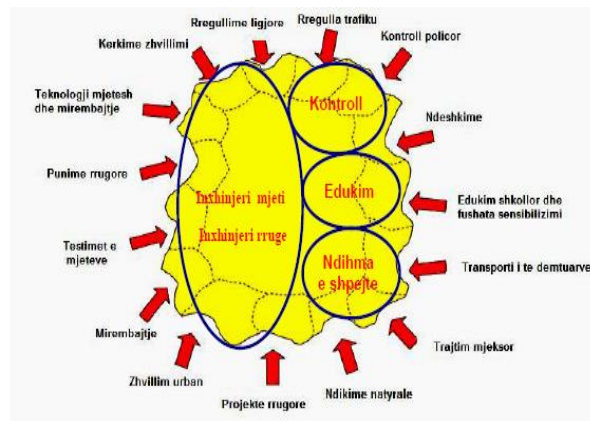 Rregullime ligjore
Rregulla trafiku
Kontroll policor
Ndeshkime
Edukim shkollor dhe
fushata sensibilizimi
Transporti i te demtuarve
Trajtim mjeksor
Ndikime natyrale
Projekte rrugore
Zhvillim urban
Mirembajtje
Testimet e
mjeteve
Punime rrugore
Teknologji mjetesh
dhe mirembajtje
Kerkime zhvillimi
Kontroll
Edukim
Ndihma
e shpejte
Inxhinjeri mjeti
Inxhinjeri rruge